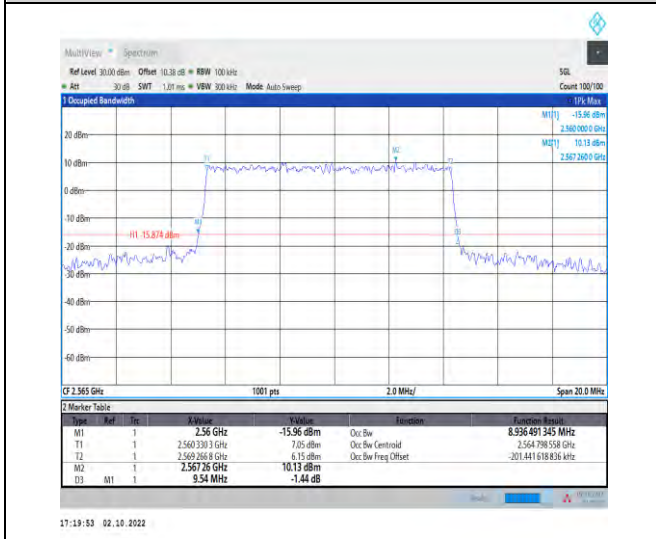 MultiView Spectrum
Ref Level 30.00 dBm Offset 10.38 dB RBW 100 kHz SGL
Att 30 dB SWT 1.01 ms VBW 300 kHz Mode Auto Sweep Count 100/100
1 Occupied Bandwidth 1Pk Max
M1[1] -15.96 dBm
2.560 000 0 GHz
20 dBm
M2[1] 10.13 dBm
2.567 260 0 GHz
M2
10 dBm
T1
T2
0 dBm
-10 dBm
M1
H1 -15.874 dBm
D3
-20 dBm
-30 dBm
-40 dBm
-50 dBm
-60 dBm
CF 2.565 GHz 1001 pts 2.0 MHz/ Span 20.0 MHz
2 Marker Table
Type Ref Trc X-Value Y-Value Function Function Result
M1 1 2.56 GHz -15.96 dBm Occ Bw 8.936 491 345 MHz
T1 1 2.560 330 3 GHz 7.05 dBm Occ Bw Centroid 2.564 798 558 GHz
T2 1 2.569 266 8 GHz 6.15 dBm Occ Bw Freq Offset -201.441 618 836 kHz
M2 1 2.567 26 GHz 10.13 dBm
D3 M1 1 9.54 MHz -1.44 dB
17:19:53 02.10.2022